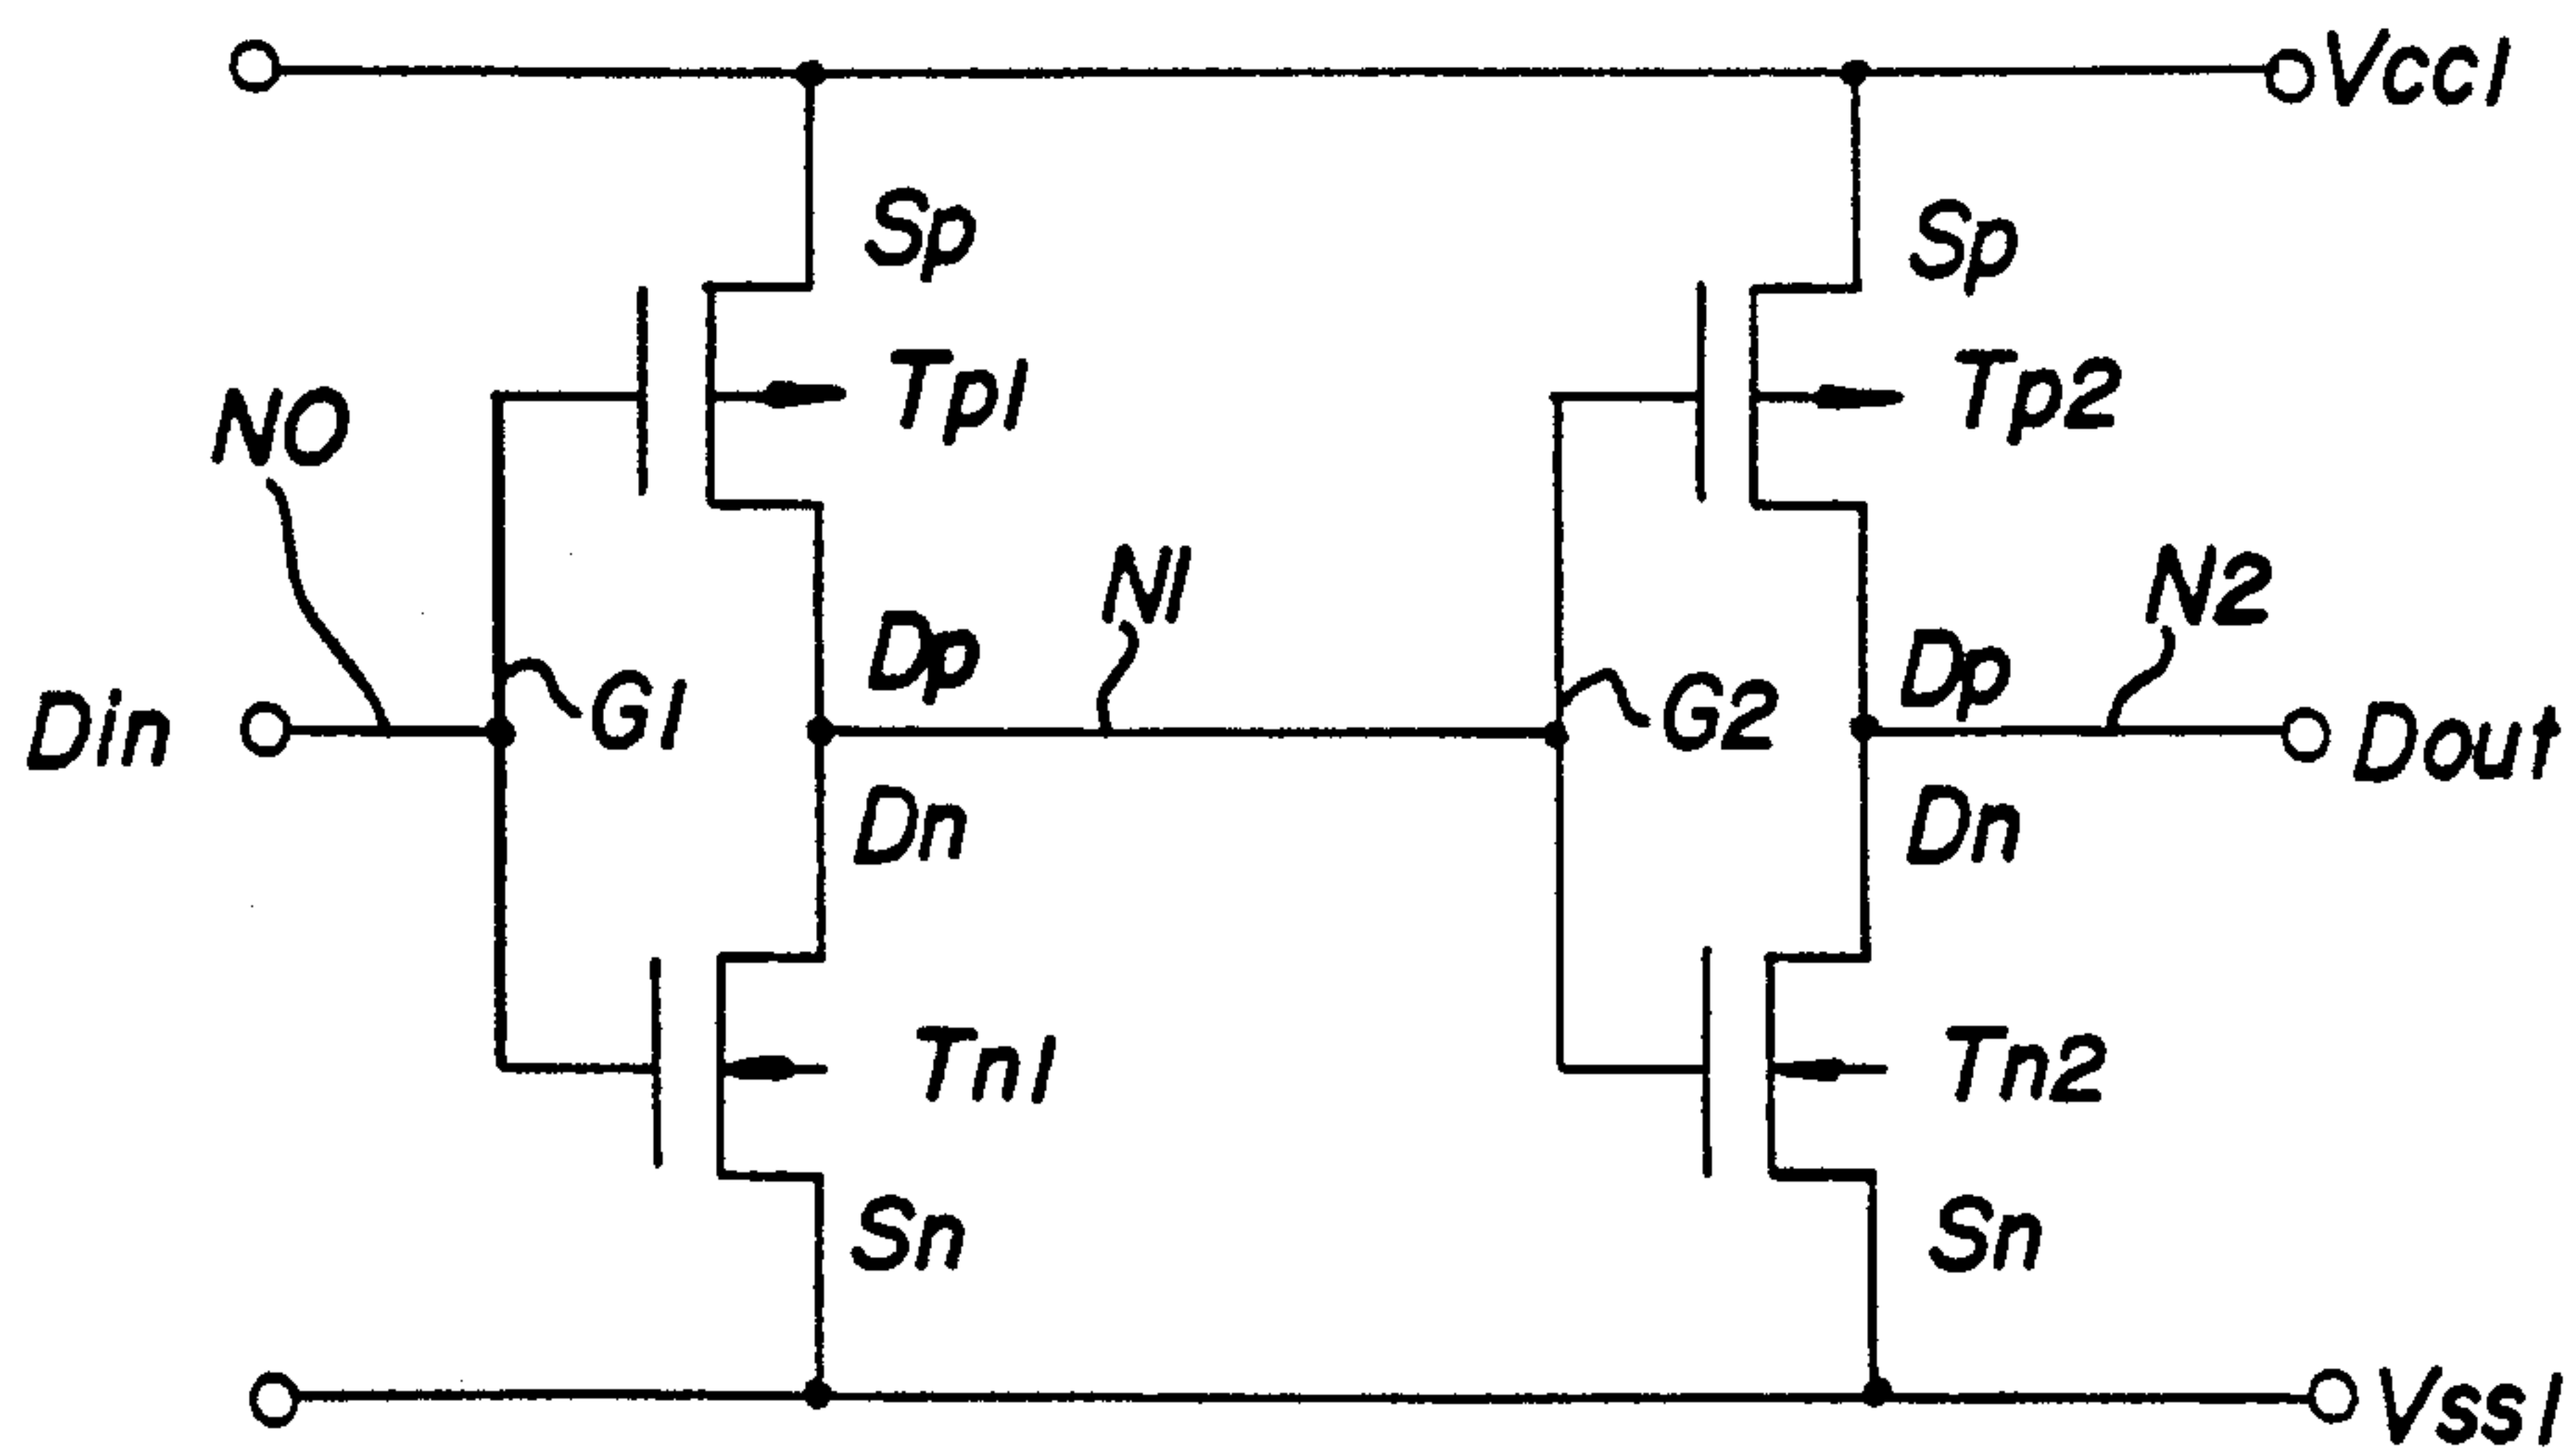 Vcc1
Sp
Sp
Tp1
Tp2
N0
N1
N2
Dp
Dp
G1
G2
Din
Dout
Dn
Dn
Tn1
Tn2
Sn
Sn
Vss1